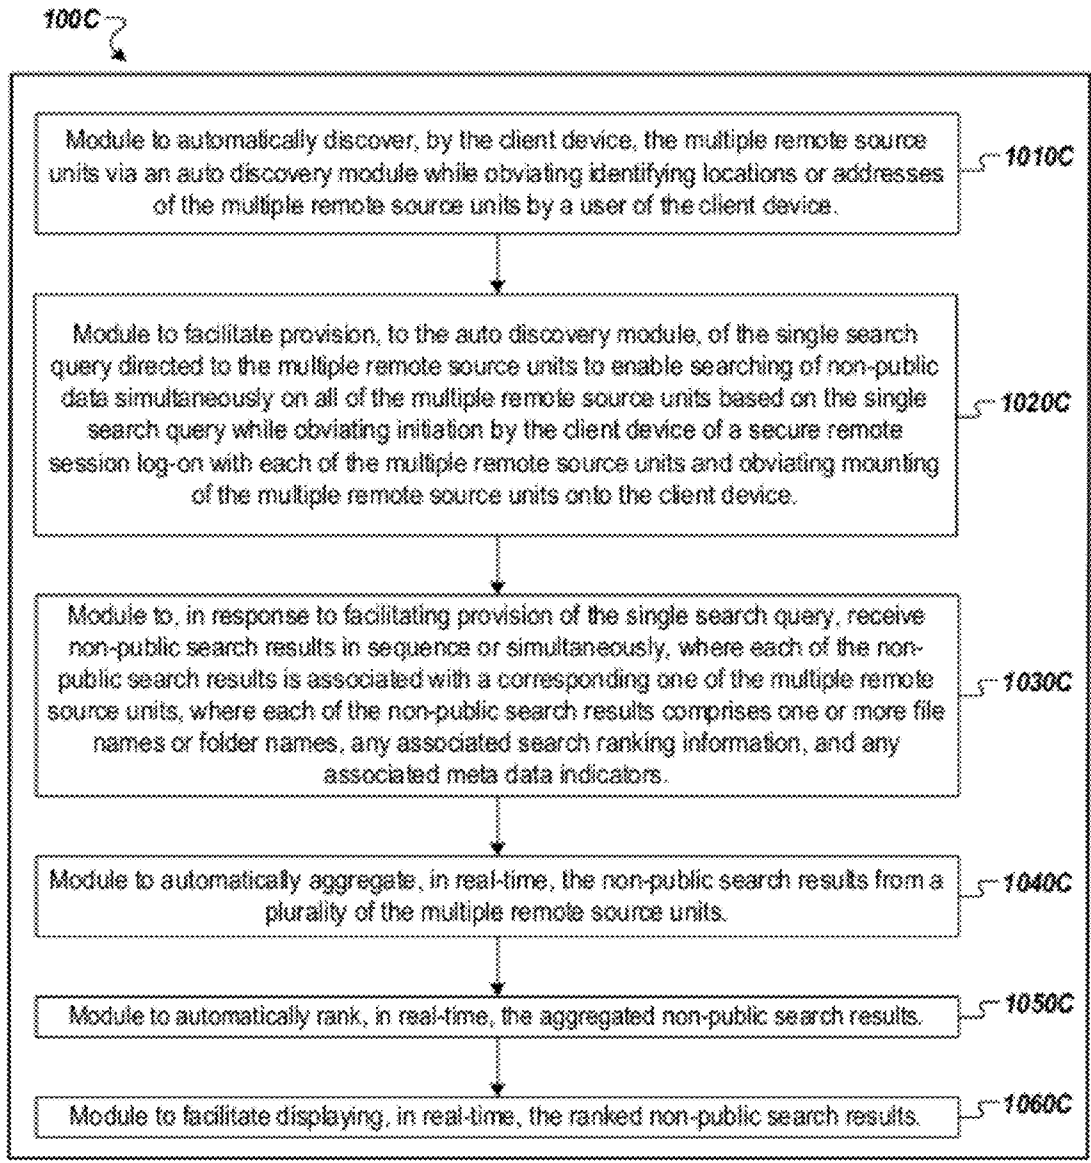 100C
Module to automatically discover, by the client device, the multiple remote source
units via an auto discovery module while obviating identifying locations or addresses
of the multiple remote source units by a user of the client device.
1010C
Module to facilitate provision, to the auto discovery module, of the single search
query directed to the multiple remote source units to enable searching of non-public
data simultaneously on all of the multiple remote source units based on the single
search query while obviating initiation by the client device of a secure remote
session log-on with each of the multiple remote source units and obviating mounting
of the multiple remote source units onto the client device.
1020C
Module to, in response to facilitating provision of the single search query, receive
non-public search results in sequence or simultaneously, where each of the non-
public search results is associated with a corresponding one of the multiple remote
source units, where each of the non-public search results comprises one or more file
names or folder names, any associated search ranking information, and any
associated meta data indicators.
1030C
Module to automatically aggregate, in real-time, the non-public search results from a
plurality of the multiple remote source units.
1040C
Module to automatically rank, in real-time, the aggregated non-public search results.
1050C
Module to facilitate displaying, in real-time, the ranked non-public search results.
1060C